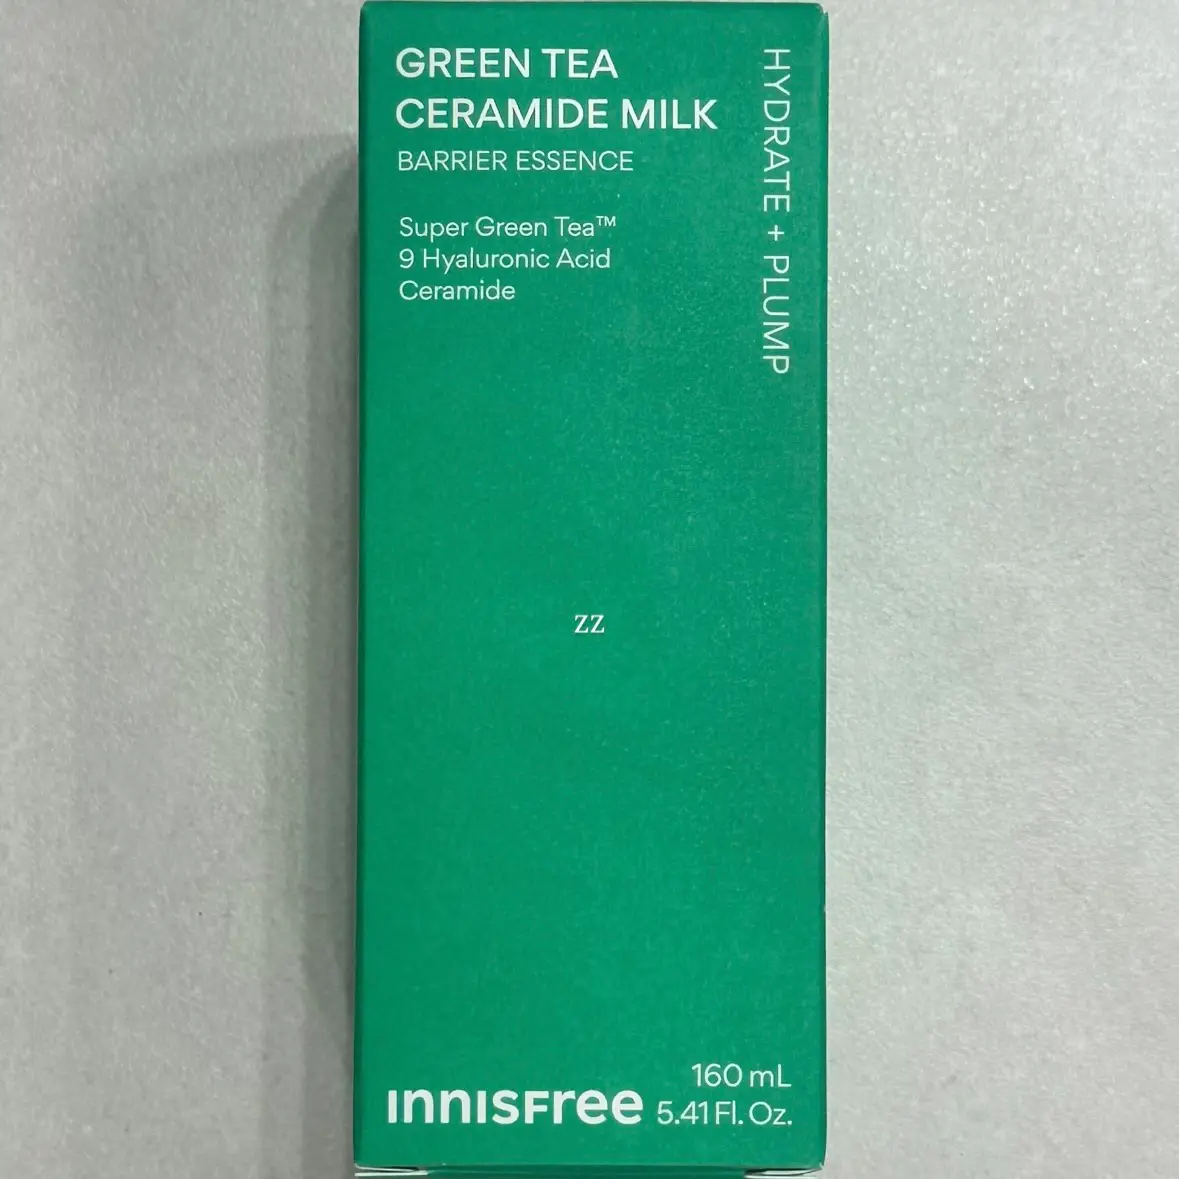 GREEN TEA
CERAMIDE MILK
BARRIER ESSENCE
Super Green Tea™
9 Hyaluronic Acid
Ceramide
HYDRATE + PLUMP
zz
160 mL
innisfree 5.41 Fl. Oz.